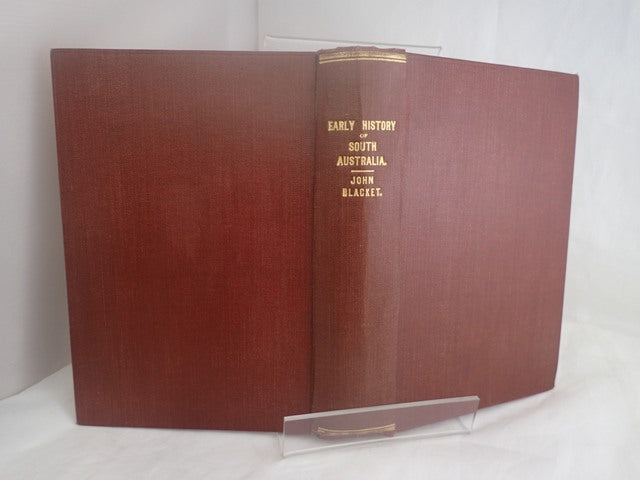 EARLY HISTORY
OF
SOUTH
AUSTRALIA.
JOHN
BLACKET.